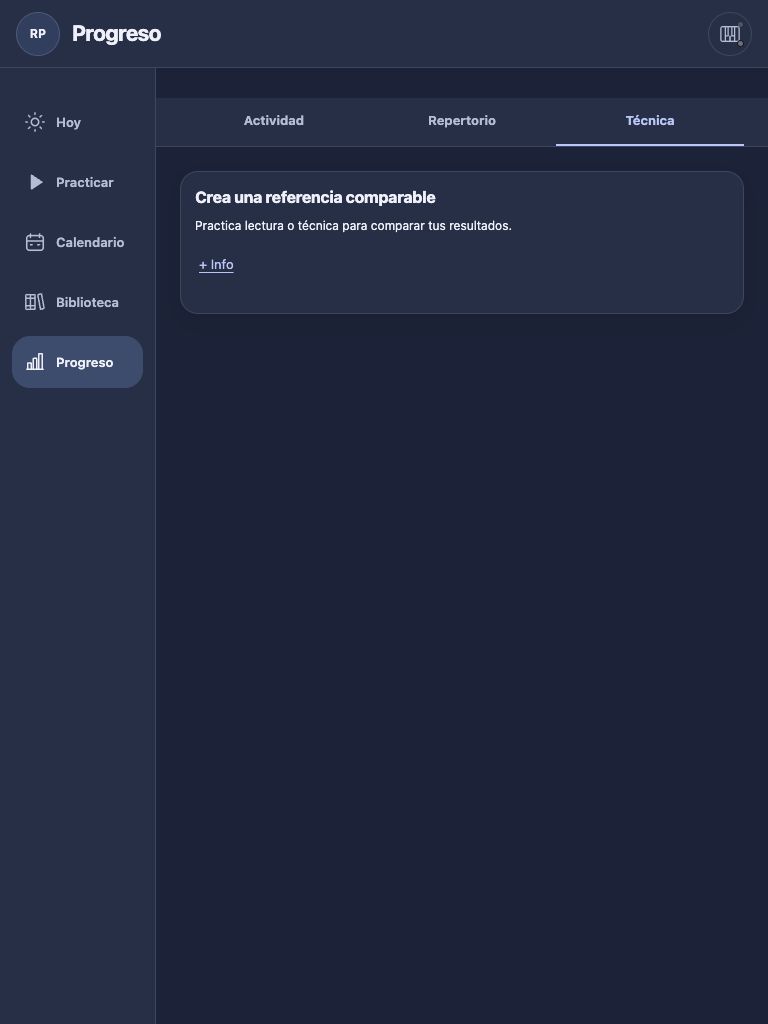 RP
Progreso
Hoy
Practicar
Calendario
Biblioteca
Progreso
Actividad
Repertorio
Técnica
Crea una referencia comparable
Practica lectura o técnica para comparar tus resultados.
+ Info